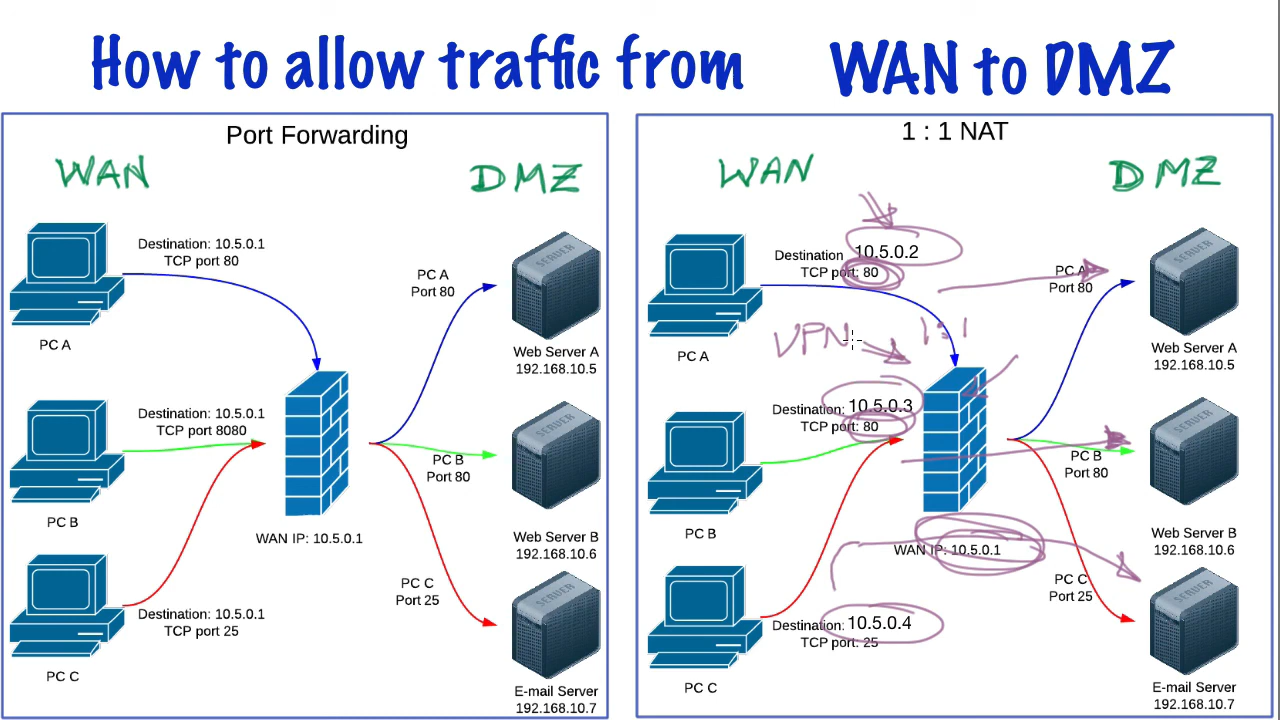 How to allow traffic from WAN to DMZ
Port Forwarding
WAN
DMZ
Destination: 10.5.0.1
TCP port 80
PC A
Port 80
PC A
Web Server A
192.168.10.5
SERVER
Destination: 10.5.0.1
TCP port 8080
PC B
Port 80
PC B
Web Server B
192.168.10.6
SERVER
WAN IP: 10.5.0.1
Destination: 10.5.0.1
TCP port 25
PC C
Port 25
PC C
E-mail Server
192.168.10.7
SERVER
1 : 1 NAT
WAN
DMZ
Destination 10.5.0.2
TCP port: 80
PC A
Port 80
PC A
Web Server A
192.168.10.5
SERVER
VPN
1:1
Destination: 10.5.0.3
TCP port: 80
PC B
Port 80
PC B
Web Server B
192.168.10.6
SERVER
WAN IP: 10.5.0.1
Destination: 10.5.0.4
TCP port: 25
PC C
Port 25
PC C
E-mail Server
192.168.10.7
SERVER